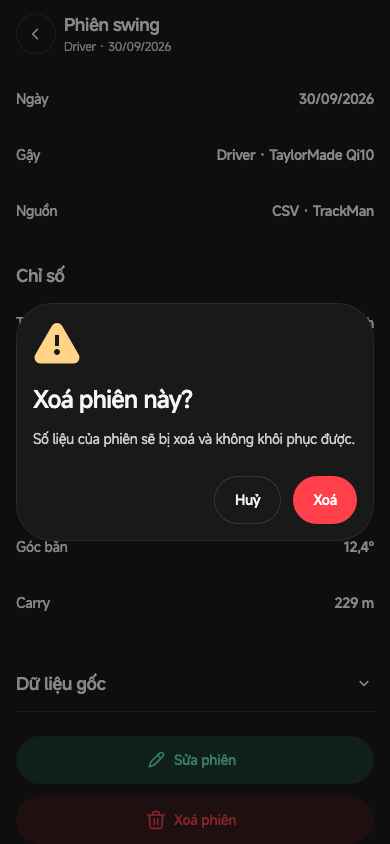 Phiên swing
Driver · 30/09/2026
Ngày 30/09/2026
Gậy Driver · TaylorMade Qi10
Nguồn CSV · TrackMan
Chỉ số
Xoá phiên này?
Số liệu của phiên sẽ bị xoá và không khôi phục được.
Huỷ Xoá
Góc bắn 12,4°
Carry 229 m
Dữ liệu gốc
Sửa phiên
Xoá phiên